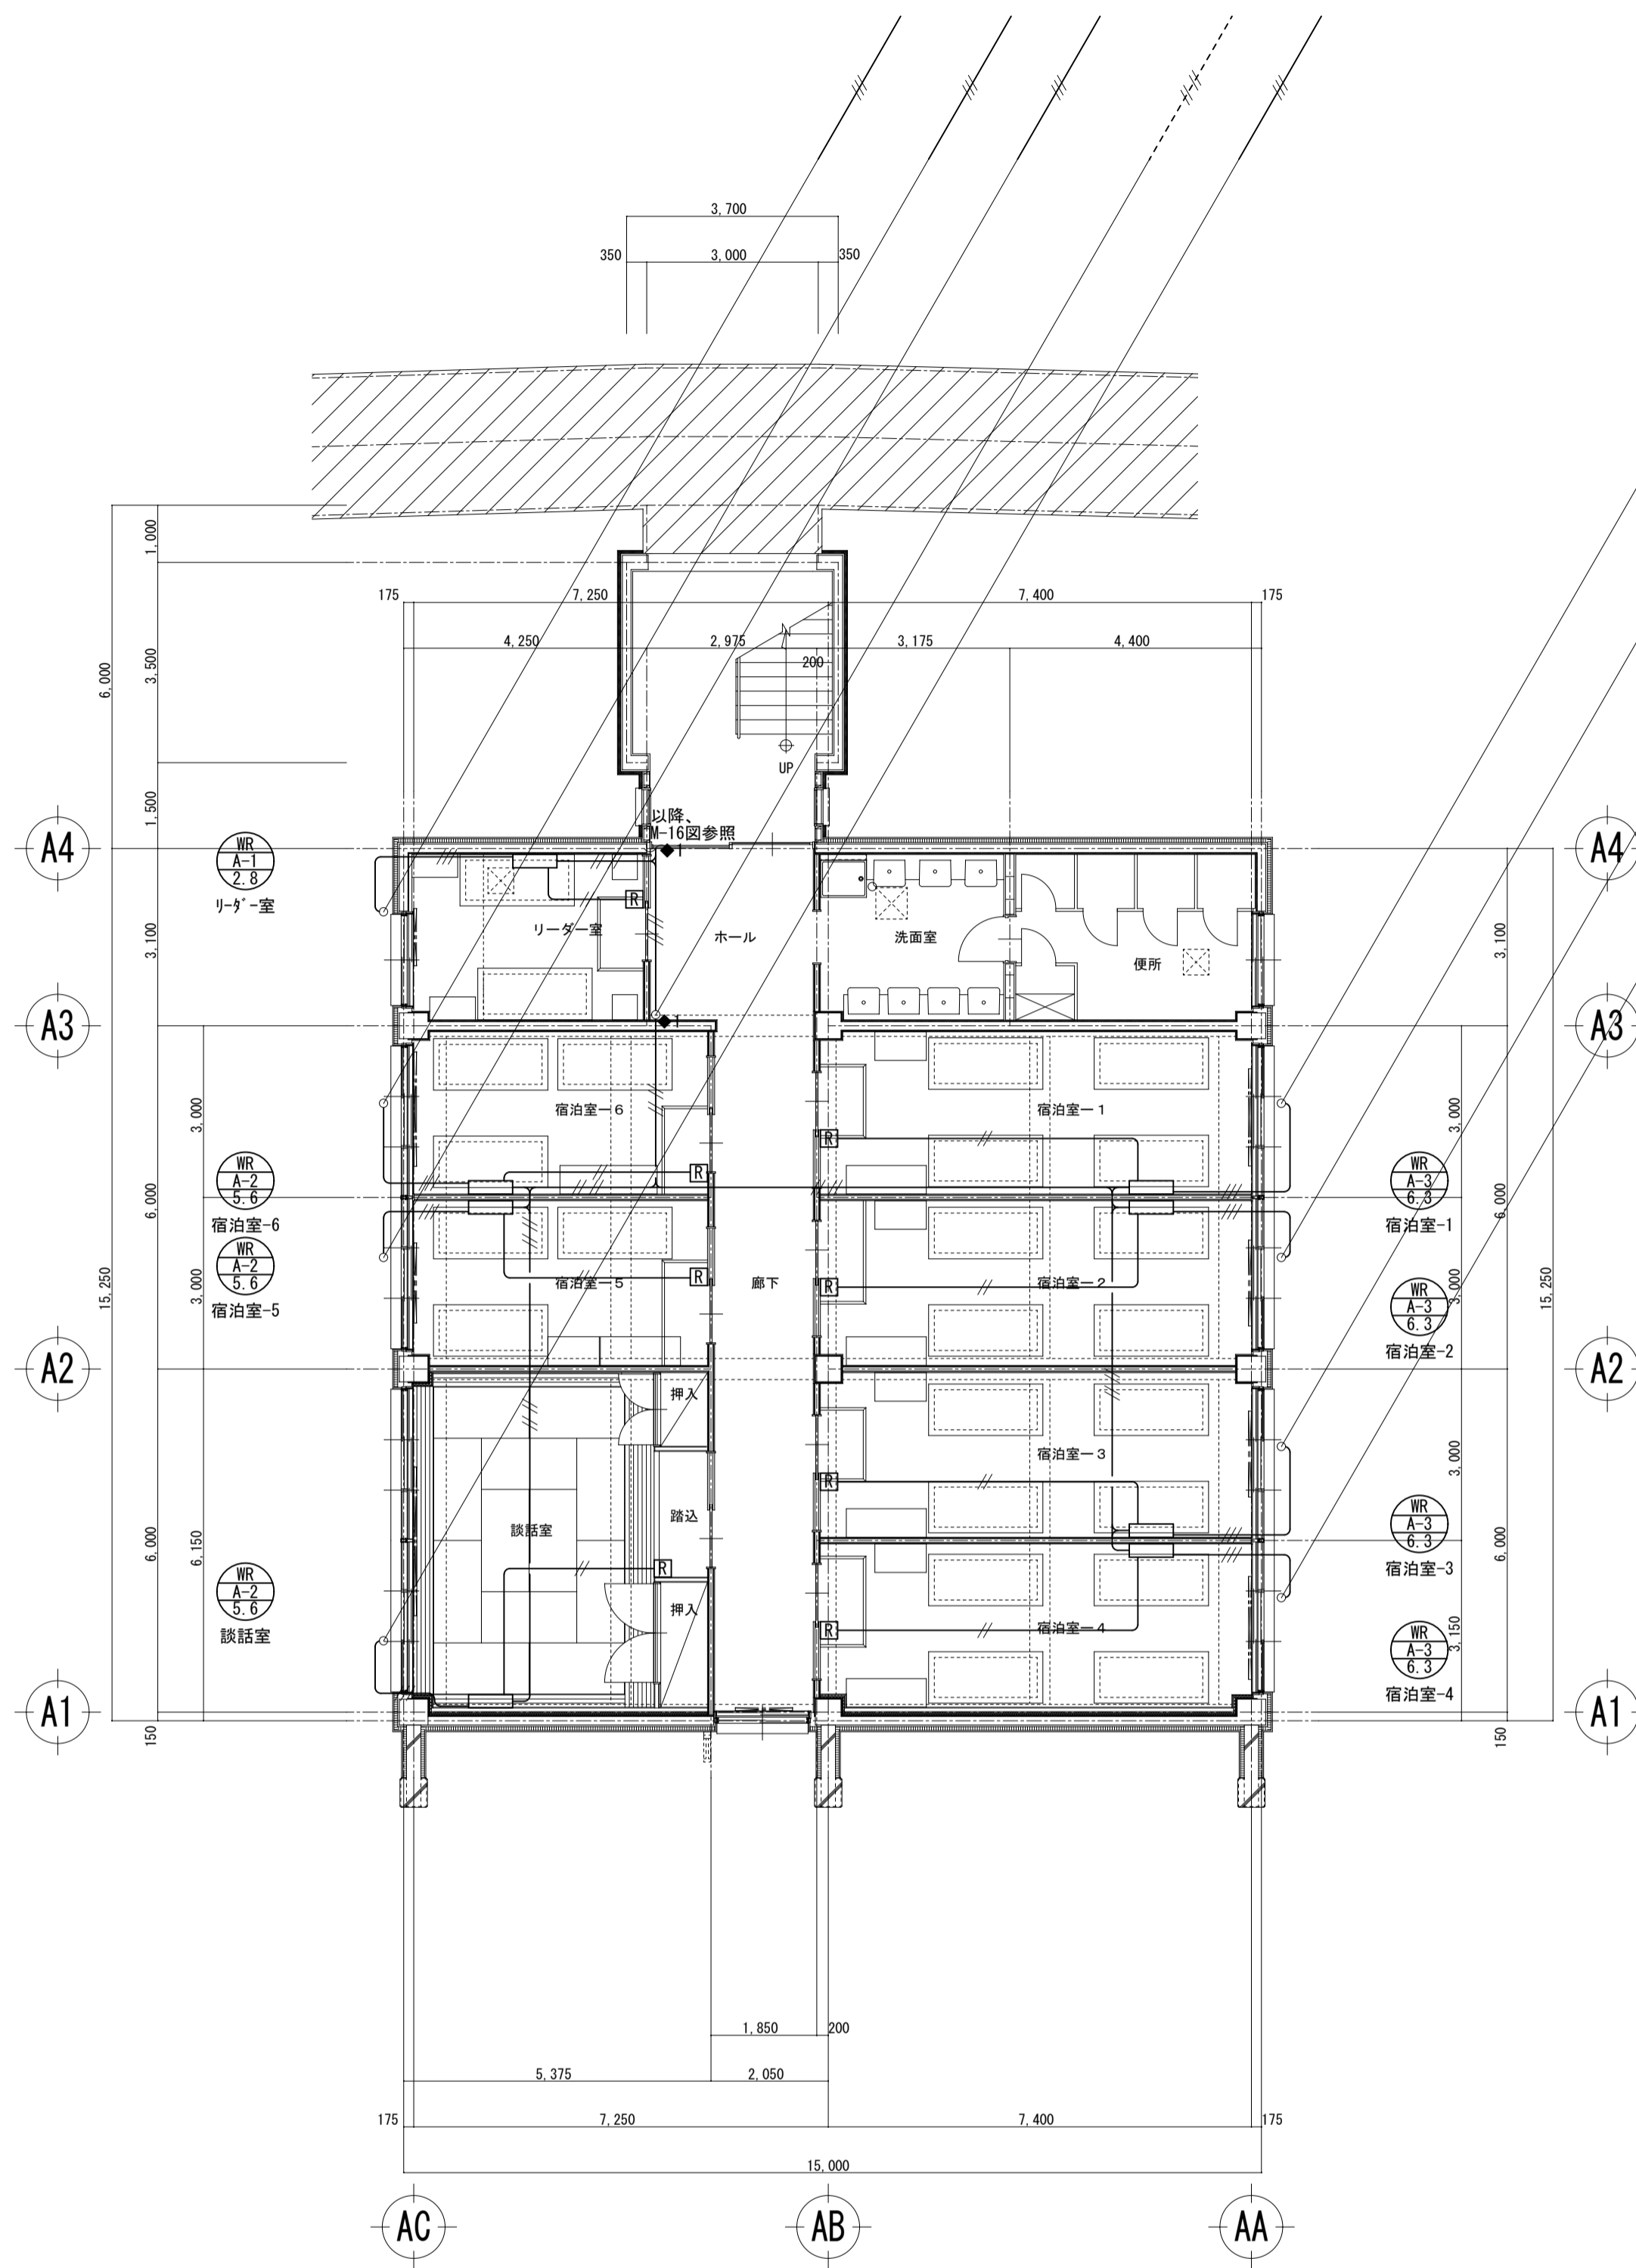 3,700
350
3,000
350
1,000
175
7,250
7,400
175
4,250
2,975
3,175
4,400
6,000
3,500
200
UP
1,500
以降、
M-16図参照
1
A4
A4
WR
A-1
2.8
リーダー室
R
リーダー室
ホール
洗面室
便所
3,100
3,100
A3
1
A3
宿泊室－6
宿泊室－1
3,000
3,000
R
WR
A-2
5.6
宿泊室-6
R
WR
A-3
6.3
宿泊室-1
6,000
6,000
WR
A-2
5.6
宿泊室-5
宿泊室－5
R
廊下
R
宿泊室－2
15,250
3,000
3,000
15,250
WR
A-3
6.3
宿泊室-2
A2
A2
押入
宿泊室－3
3,000
R
踏込
談話室
6,000
6,150
6,000
WR
A-3
6.3
宿泊室-3
R
WR
A-2
5.6
談話室
押入
R
宿泊室－4
3,150
WR
A-3
6.3
宿泊室-4
A1
A1
150
150
1,850
200
5,375
2,050
175
7,250
7,400
175
15,000
AC
AB
AA